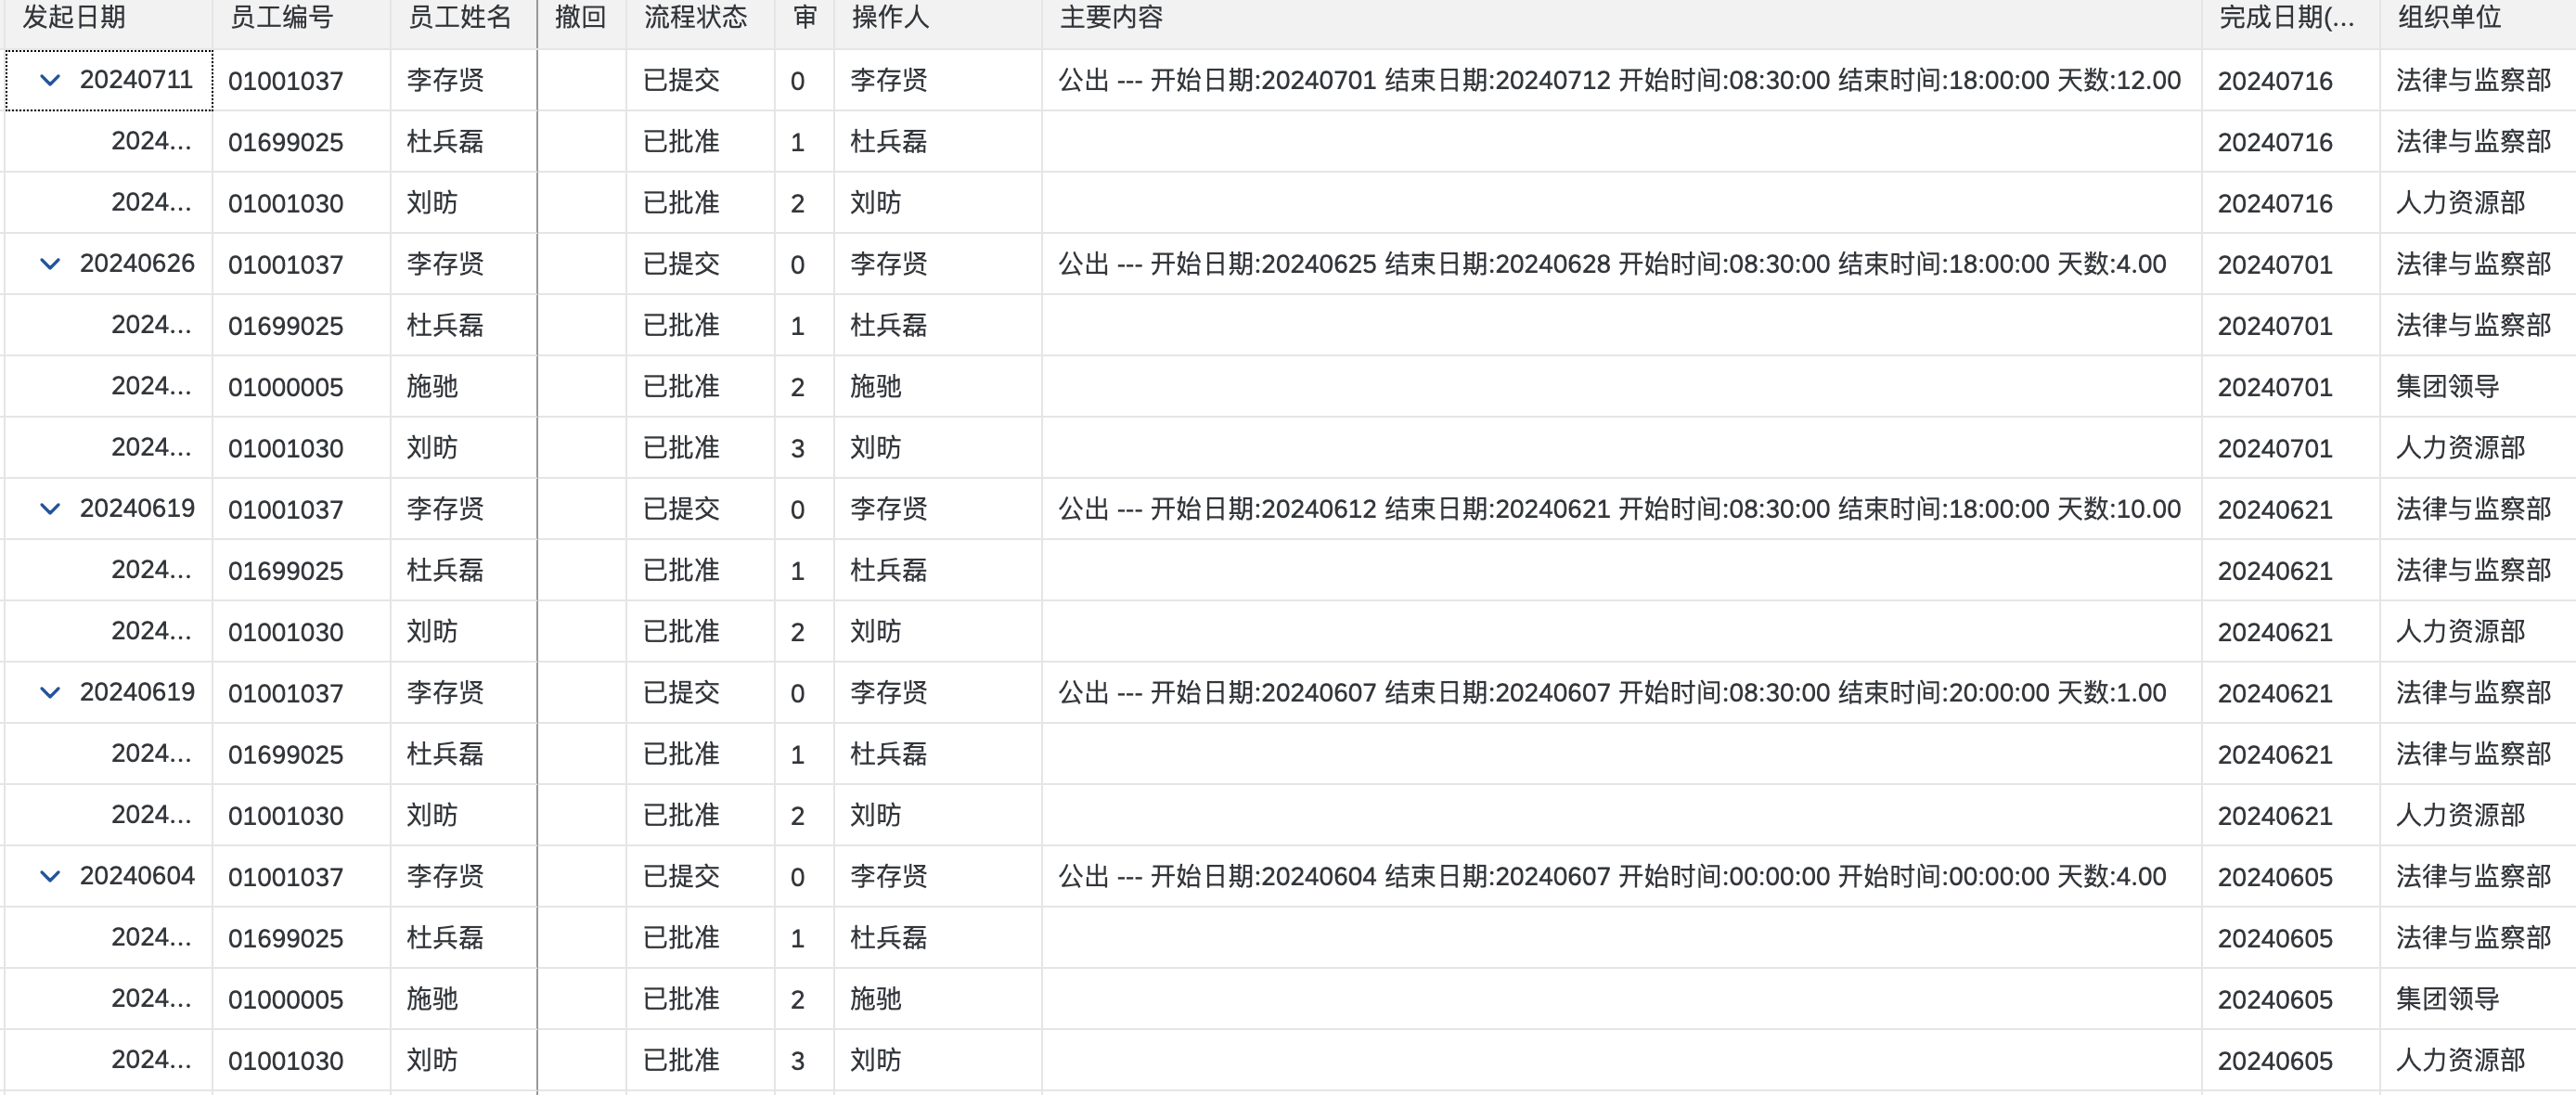 发起日期 员工编号 员工姓名 撤回 流程状态 审 操作人 主要内容 完成日期(... 组织单位
20240711 01001037 李存贤 已提交 0 李存贤 公出 --- 开始日期:20240701 结束日期:20240712 开始时间:08:30:00 结束时间:18:00:00 天数:12.00 20240716 法律与监察部
2024... 01699025 杜兵磊 已批准 1 杜兵磊 20240716 法律与监察部
2024... 01001030 刘昉 已批准 2 刘昉 20240716 人力资源部
20240626 01001037 李存贤 已提交 0 李存贤 公出 --- 开始日期:20240625 结束日期:20240628 开始时间:08:30:00 结束时间:18:00:00 天数:4.00 20240701 法律与监察部
2024... 01699025 杜兵磊 已批准 1 杜兵磊 20240701 法律与监察部
2024... 01000005 施驰 已批准 2 施驰 20240701 集团领导
2024... 01001030 刘昉 已批准 3 刘昉 20240701 人力资源部
20240619 01001037 李存贤 已提交 0 李存贤 公出 --- 开始日期:20240612 结束日期:20240621 开始时间:08:30:00 结束时间:18:00:00 天数:10.00 20240621 法律与监察部
2024... 01699025 杜兵磊 已批准 1 杜兵磊 20240621 法律与监察部
2024... 01001030 刘昉 已批准 2 刘昉 20240621 人力资源部
20240619 01001037 李存贤 已提交 0 李存贤 公出 --- 开始日期:20240607 结束日期:20240607 开始时间:08:30:00 结束时间:20:00:00 天数:1.00 20240621 法律与监察部
2024... 01699025 杜兵磊 已批准 1 杜兵磊 20240621 法律与监察部
2024... 01001030 刘昉 已批准 2 刘昉 20240621 人力资源部
20240604 01001037 李存贤 已提交 0 李存贤 公出 --- 开始日期:20240604 结束日期:20240607 开始时间:00:00:00 开始时间:00:00:00 天数:4.00 20240605 法律与监察部
2024... 01699025 杜兵磊 已批准 1 杜兵磊 20240605 法律与监察部
2024... 01000005 施驰 已批准 2 施驰 20240605 集团领导
2024... 01001030 刘昉 已批准 3 刘昉 20240605 人力资源部